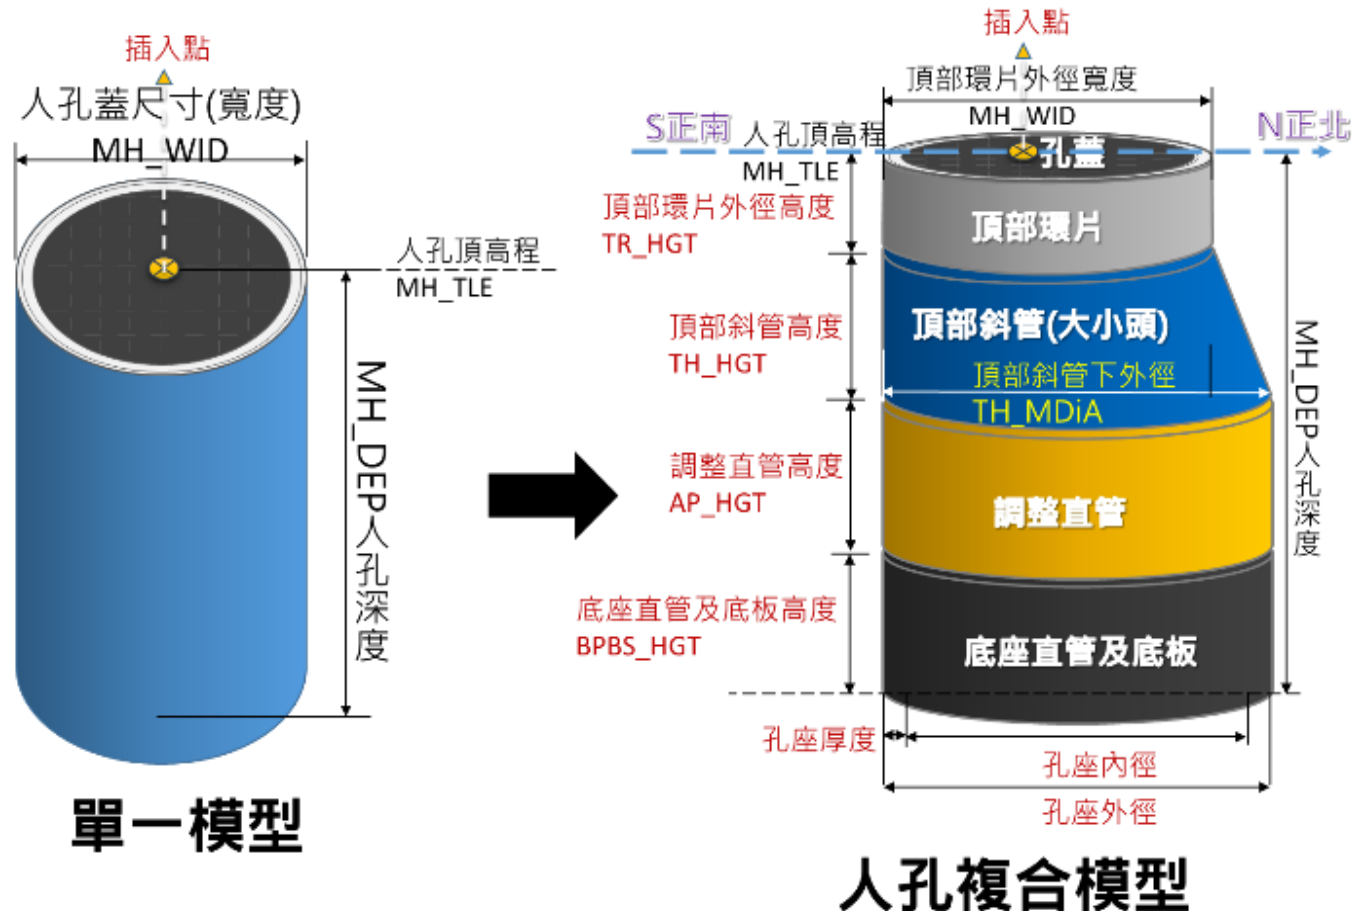 插入點
人孔蓋尺寸(寬度)
MH_WID
人孔頂高程
MH_TLE
MH_DEP人孔深度
單一模型
插入點
頂部環片外徑寬度
MH_WID
S正南
N正北
人孔頂高程
MH_TLE
孔蓋
頂部環片外徑高度
TR_HGT
頂部環片
頂部斜管高度
TH_HGT
頂部斜管(大小頭)
頂部斜管下外徑
TH_MDiA
調整直管高度
AP_HGT
調整直管
底座直管及底板高度
BPBS_HGT
底座直管及底板
MH_DEP人孔深度
孔座厚度
孔座內徑
孔座外徑
人孔複合模型